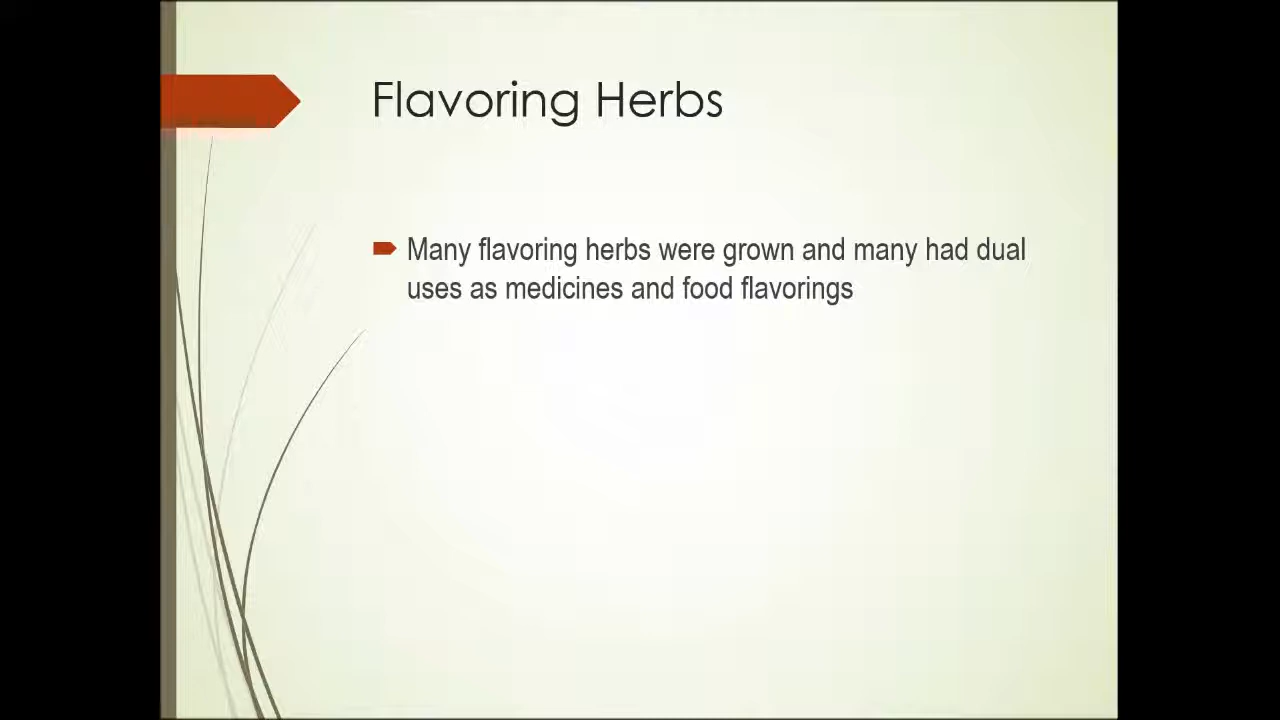 Flavoring Herbs
Many flavoring herbs were grown and many had dual
uses as medicines and food flavorings